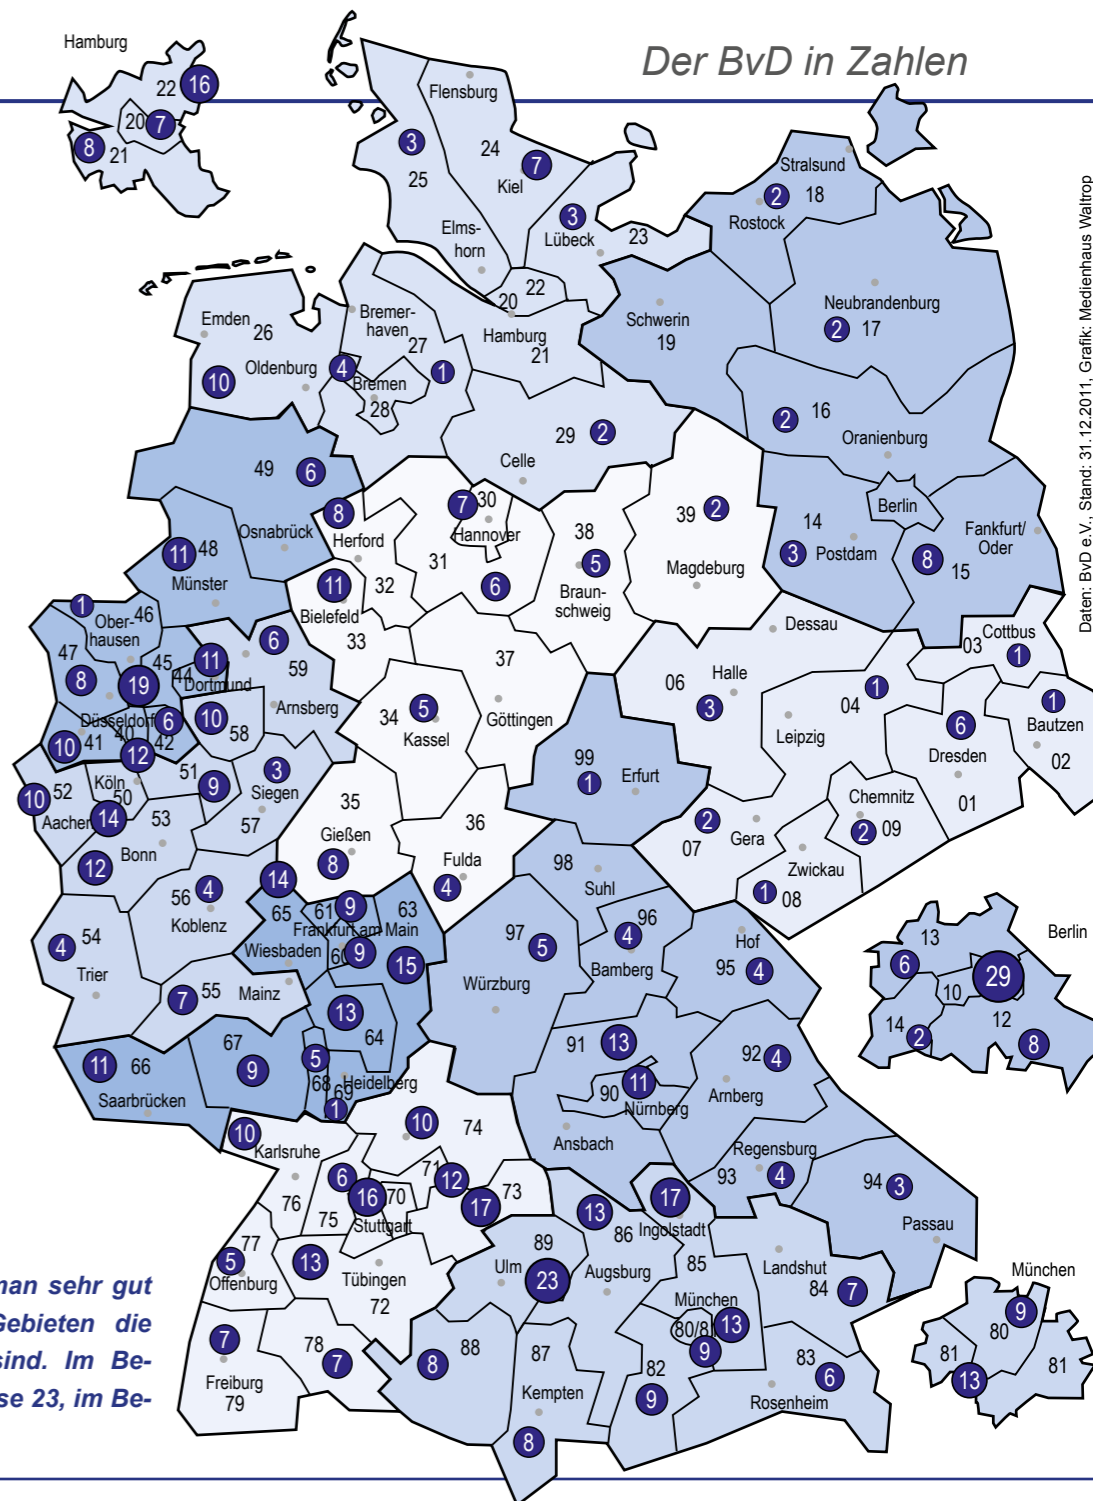 Der BvD in Zahlen
Hamburg
22
16
20
7
8
21
Flensburg
3
24
7
25
Kiel
3
Elms-
horn
Lübeck
23
22
20
Hamburg
21
Stralsund
2
18
Rostock
Neubrandenburg
2
17
Schwerin
19
Emden
26
Oldenburg
10
Bremer-
haven
27
4
1
Bremen
28
29
2
Celle
2
16
Oranienburg
Berlin
14
3
Postdam
Fankfurt/
Oder
8
15
49
6
Osnabrück
11
48
Münster
8
Herford
32
11
Bielefeld
33
7
30
Hannover
31
6
38
5
Braun-
schweig
39
2
Magdeburg
Dessau
03
Cottbus
1
1
46
Ober-
hausen
47
8
45
19
44
11
Dortmund
6
59
Arnsberg
10
58
Düsseldorf
6
10
41
40
42
12
37
Göttingen
34
5
Kassel
06
Halle
3
1
04
Leipzig
6
Dresden
01
1
Bautzen
02
51
9
3
Siegen
57
Köln
50
10
52
Aachen
14
53
Bonn
12
99
1
Erfurt
2
07
Gera
Chemnitz
2
09
Zwickau
1
08
35
Gießen
8
36
Fulda
4
56
4
Koblenz
14
65
Wiesbaden
61
9
63
Frankfurt am Main
60
9
15
54
4
Trier
7
55
Mainz
13
64
98
Suhl
96
4
Bamberg
97
5
Würzburg
Hof
95
4
Berlin
13
6
29
10
14
2
12
8
11
66
Saarbrücken
67
9
5
68
69
Heidelberg
1
91
13
90
11
Nürnberg
Ansbach
92
4
Arnberg
Regensburg
93
4
94
3
Passau
10
Karlsruhe
76
10
74
6
75
16
70
Stuttgart
71
12
17
73
77
5
Offenburg
13
Tübingen
72
7
Freiburg
79
78
7
89
Ulm
23
13
86
Augsburg
17
Ingolstadt
85
Landshut
84
7
München
80/81
13
9
8
88
87
Kempten
8
82
9
83
6
Rosenheim
München
9
80
81
13
81
nan sehr gut
Gebieten die
sind. Im Be-
se 23, im Be-
Daten: BvD e.V., Stand: 31.12.2011, Grafik: Medienhaus Waltrop